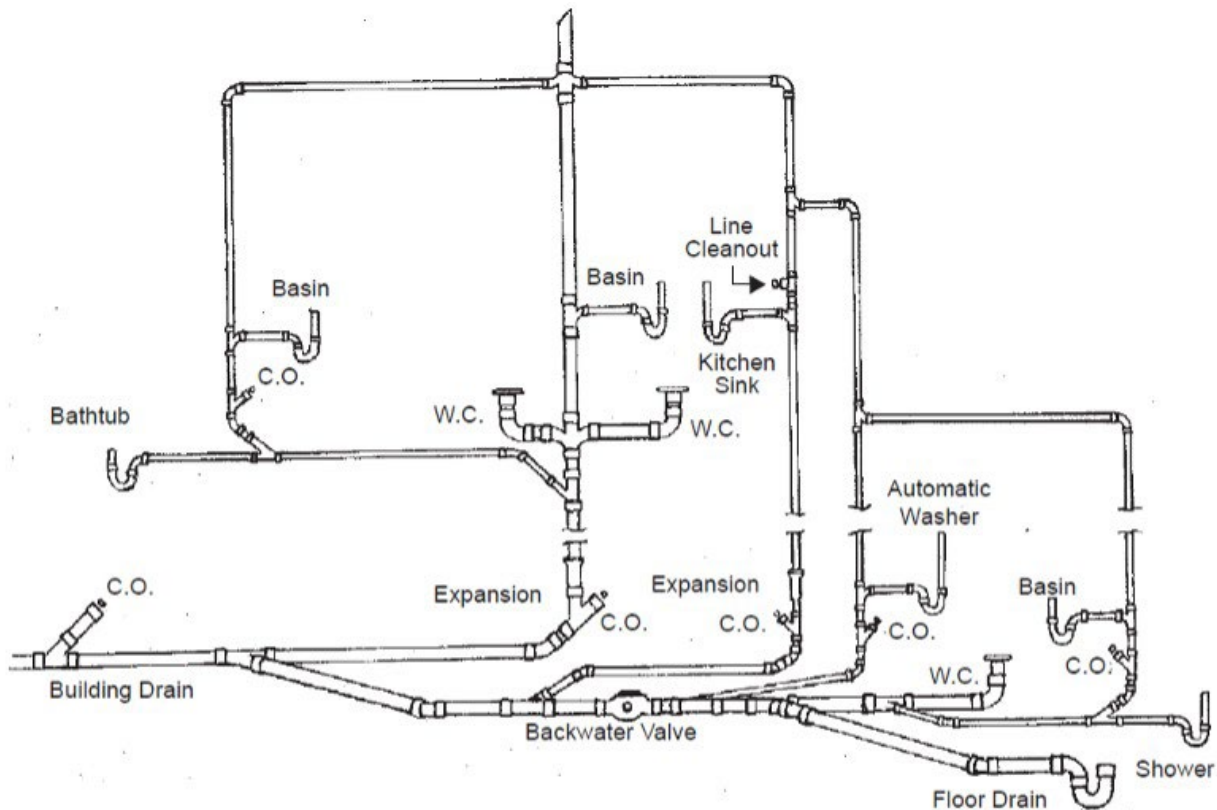 Line
Cleanout
Basin
Basin
C.O.
Kitchen
Sink
Bathtub
W.C.
W.C.
Automatic
Washer
C.O.
Expansion
Expansion
Basin
C.O.
C.O.
C.O.
C.O.
W.C.
Building Drain
Backwater Valve
Shower
Floor Drain